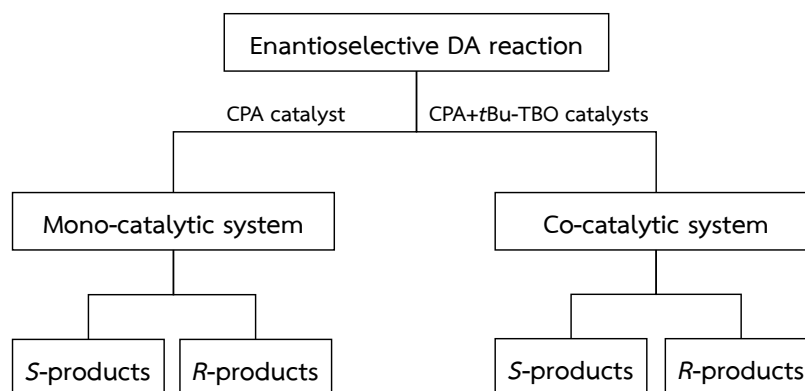 Enantioselective DA reaction
CPA catalyst
CPA+tBu-TBO catalysts
Mono-catalytic system
Co-catalytic system
S-products
R-products
S-products
R-products